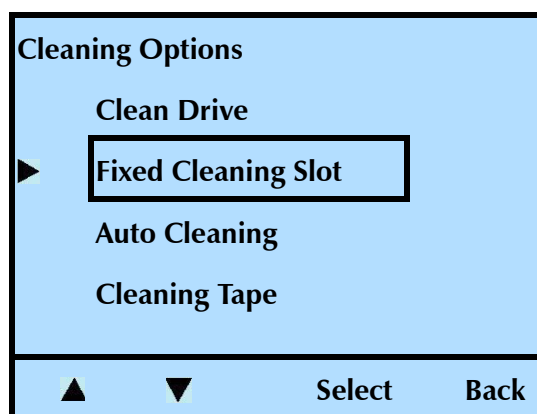 Cleaning Options
Clean Drive
Fixed Cleaning Slot
Auto Cleaning
Cleaning Tape
Select Back